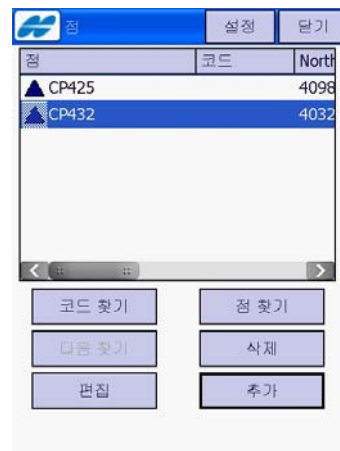 점 설정 닫기
점 코드 North
CP425 4098
CP432 4032
코드 찾기 점 찾기
다음 찾기 삭제
편집 추가